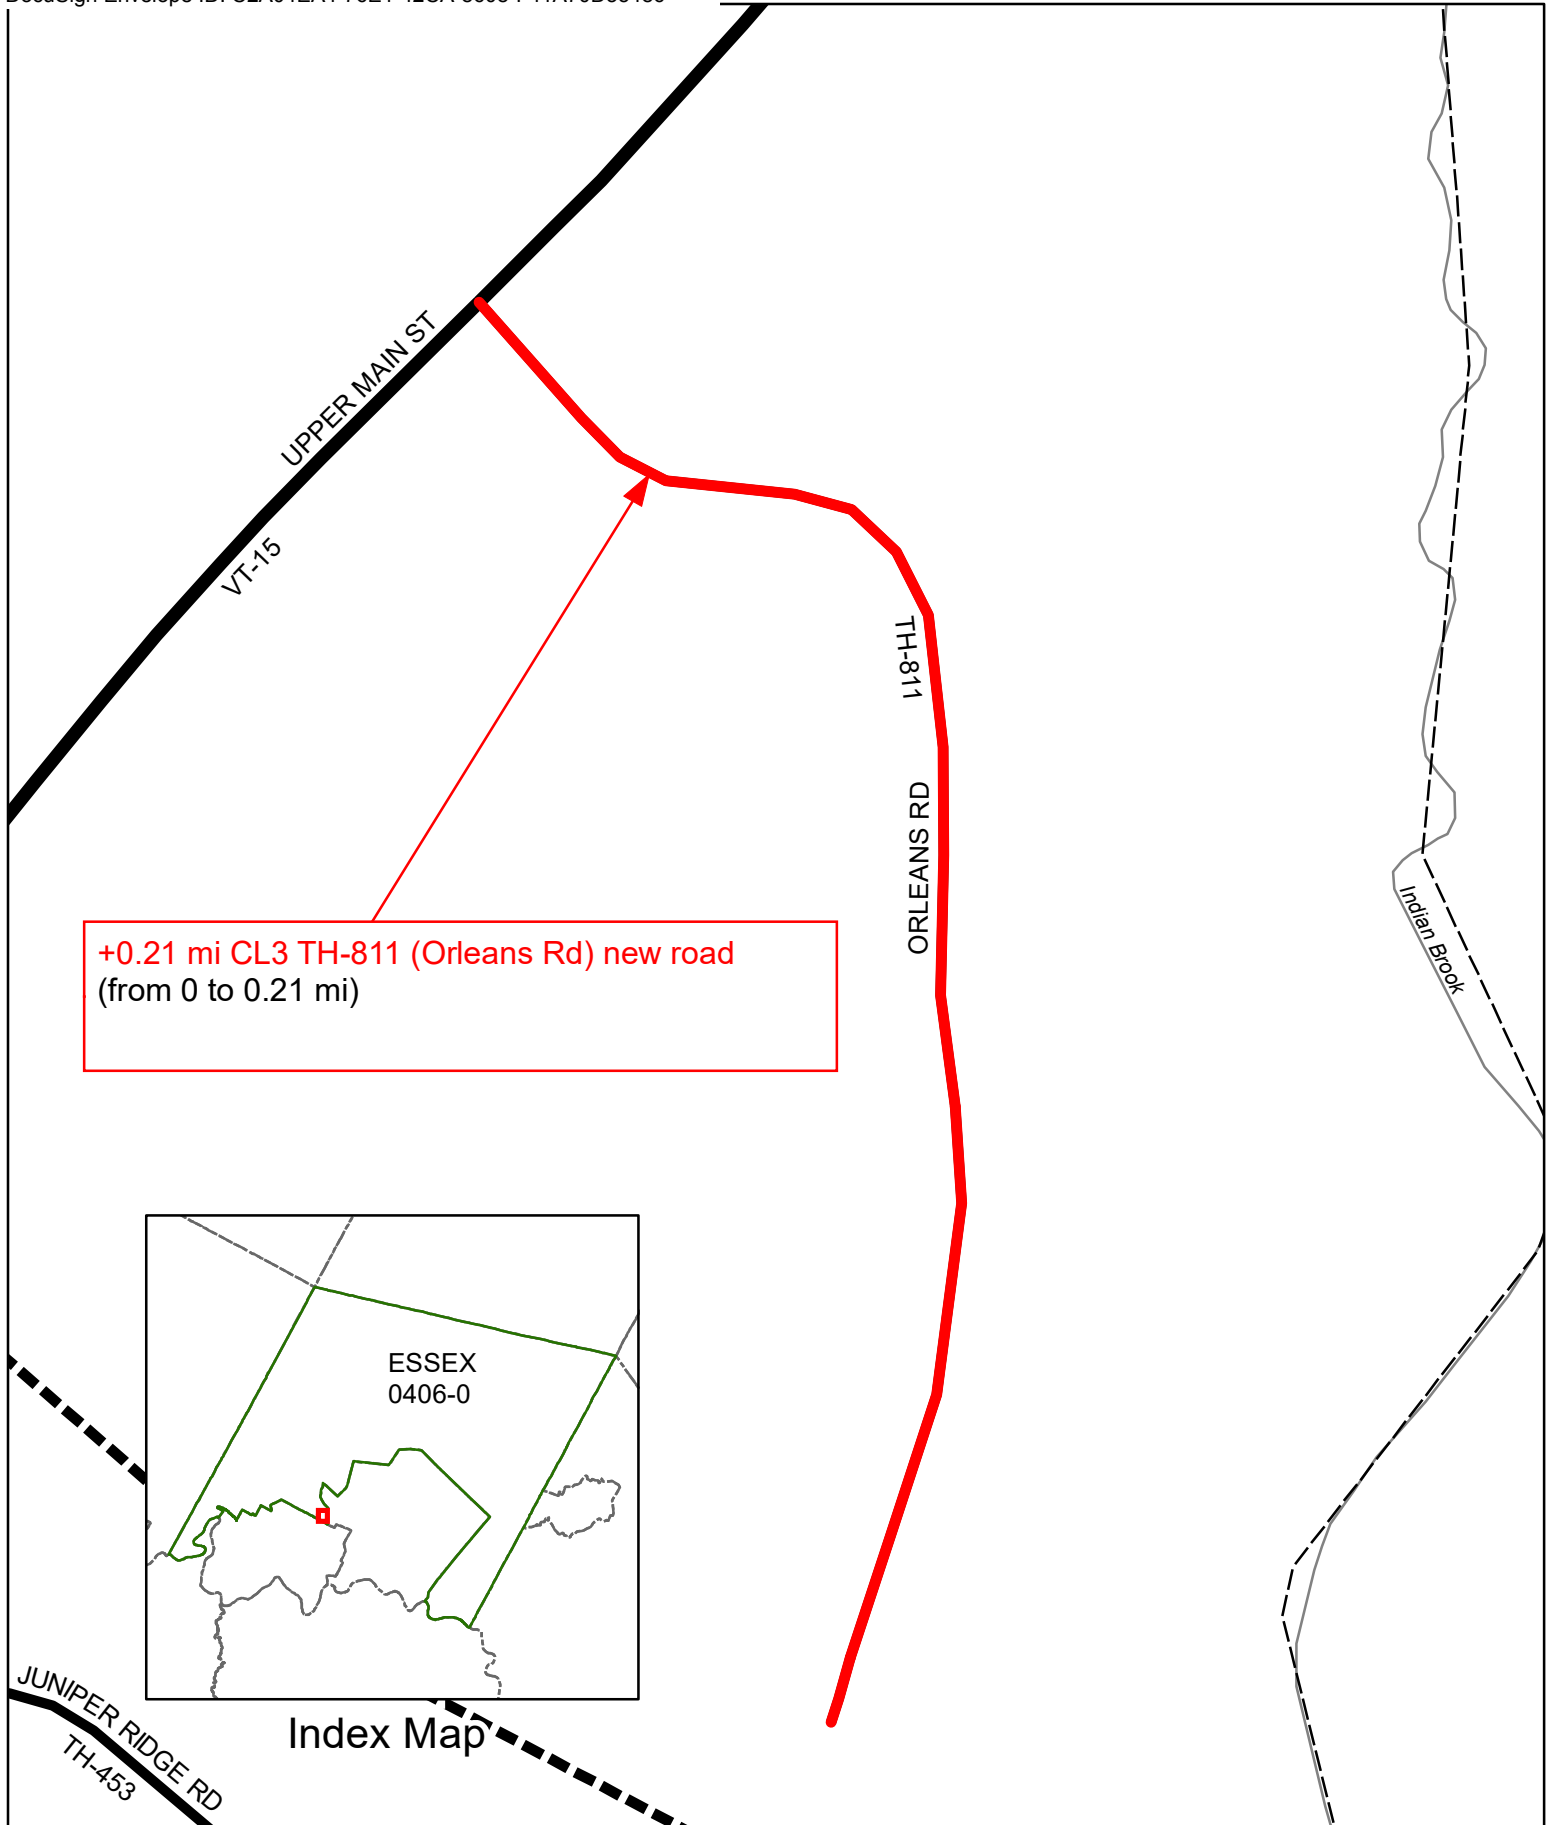 UPPER MAIN ST
VT-15
TH-811
ORLEANS RD
Indian Brook
+0.21 mi CL3 TH-811 (Orleans Rd) new road
(from 0 to 0.21 mi)
ESSEX
0406-0
Index Map
JUNIPER RIDGE RD
TH-453